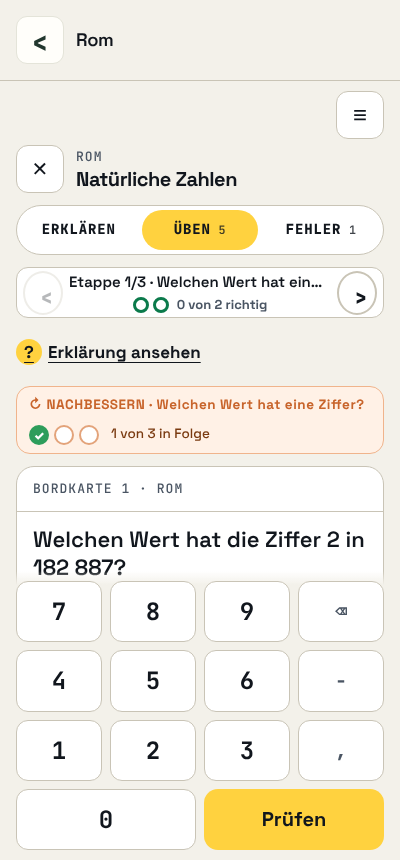 < Rom
≡
✕ ROM
Natürliche Zahlen
ERKLÄREN ÜBEN 5 FEHLER 1
< Etappe 1/3 · Welchen Wert hat ein... >
0 von 2 richtig
? Erklärung ansehen
↻ NACHBESSERN · Welchen Wert hat eine Ziffer?
1 von 3 in Folge
BORDKARTE 1 · ROM
Welchen Wert hat die Ziffer 2 in
182 887?
7 8 9 ⌫
4 5 6 -
1 2 3 ,
0 Prüfen